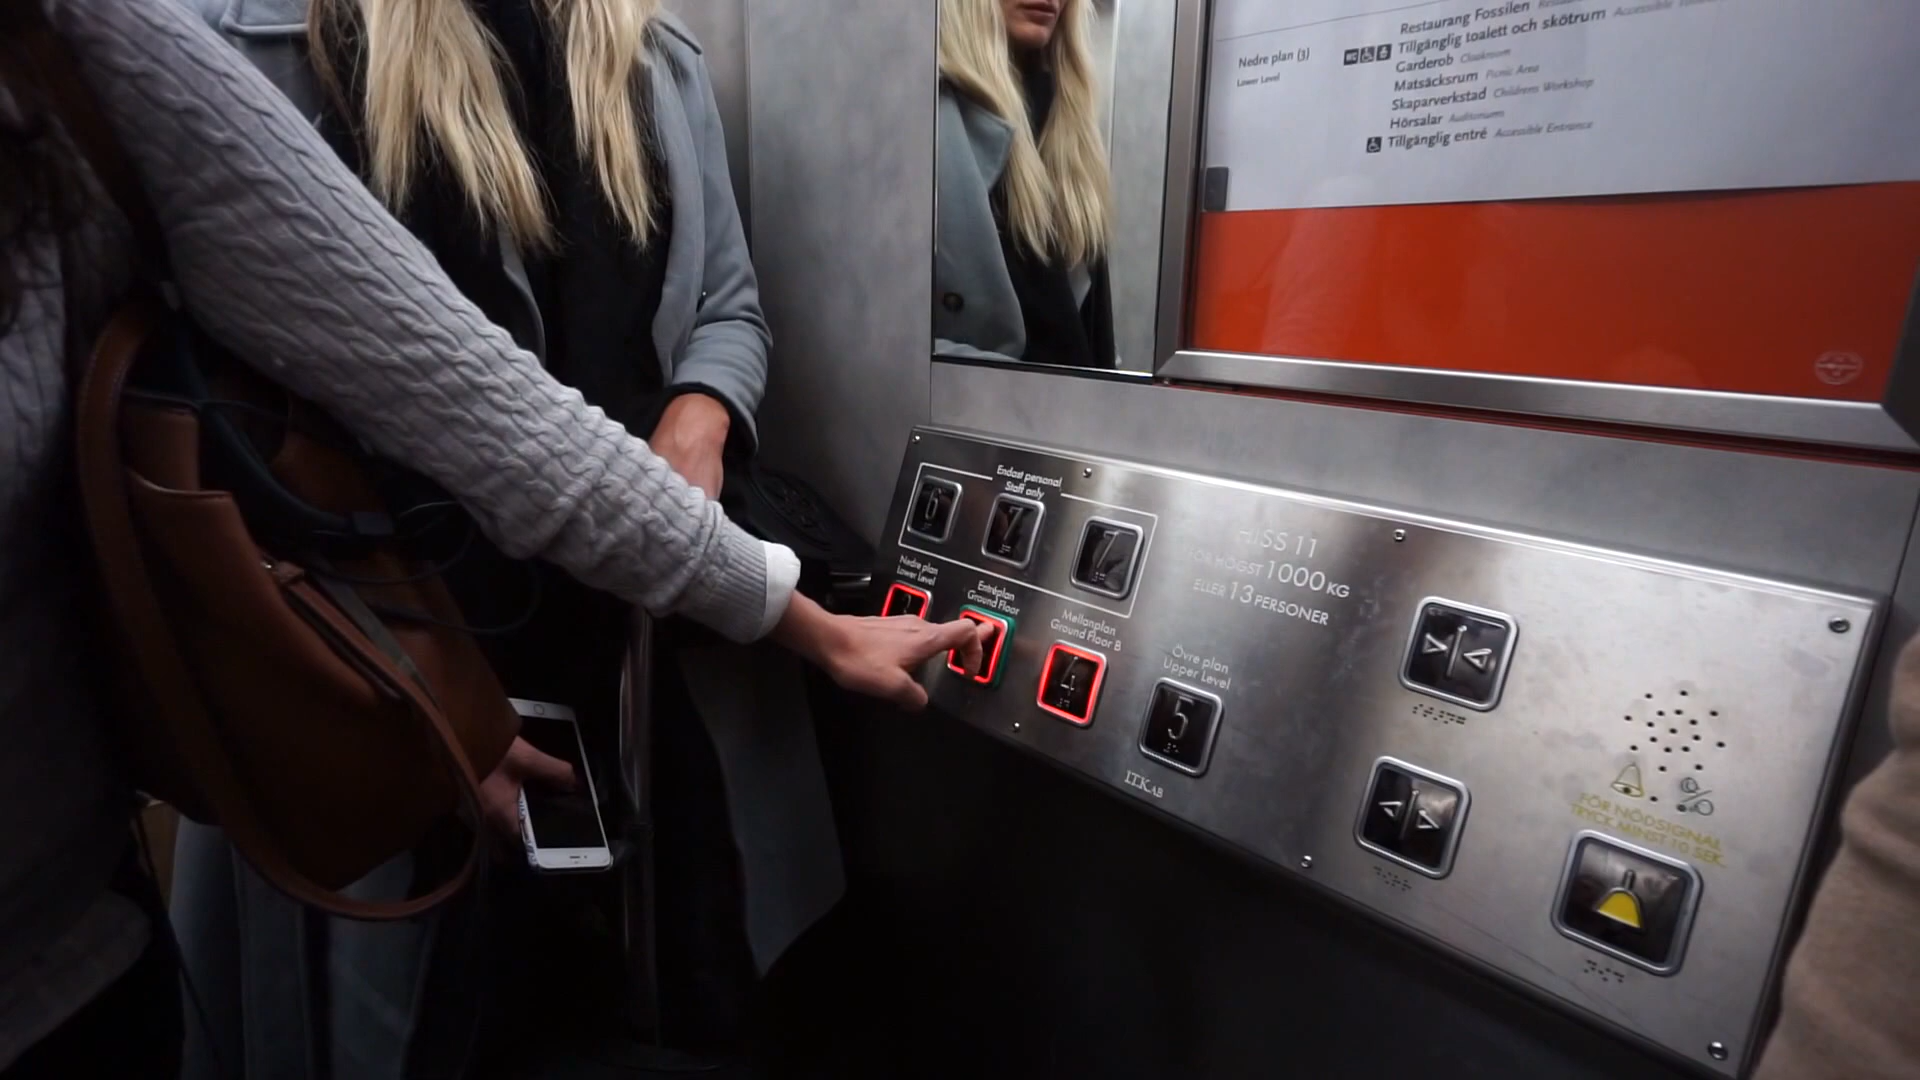 Restaurang Fossilen
Tillgänglig toalett och skötrum Accessible
Nedre plan (3)
Lower Level
WC
Garderob Cloakroom
Matsäcksrum Picnic Area
Skaparverkstad Childrens Workshop
Hörsalar Auditoriums
Tillgänglig entré Accessible Entrance
Endast personal
Staff only
6
7
7
HISS 11
FÖR HÖGST 1000 KG
ELLER 13 PERSONER
Nedre plan
Lower Level
Entréplan
Ground Floor
Mellanplan
Ground Floor B
4
Övre plan
Upper Level
5
I.T.K AB
FÖR NÖDSIGNAL
TRYCK MINST 10 SEK.